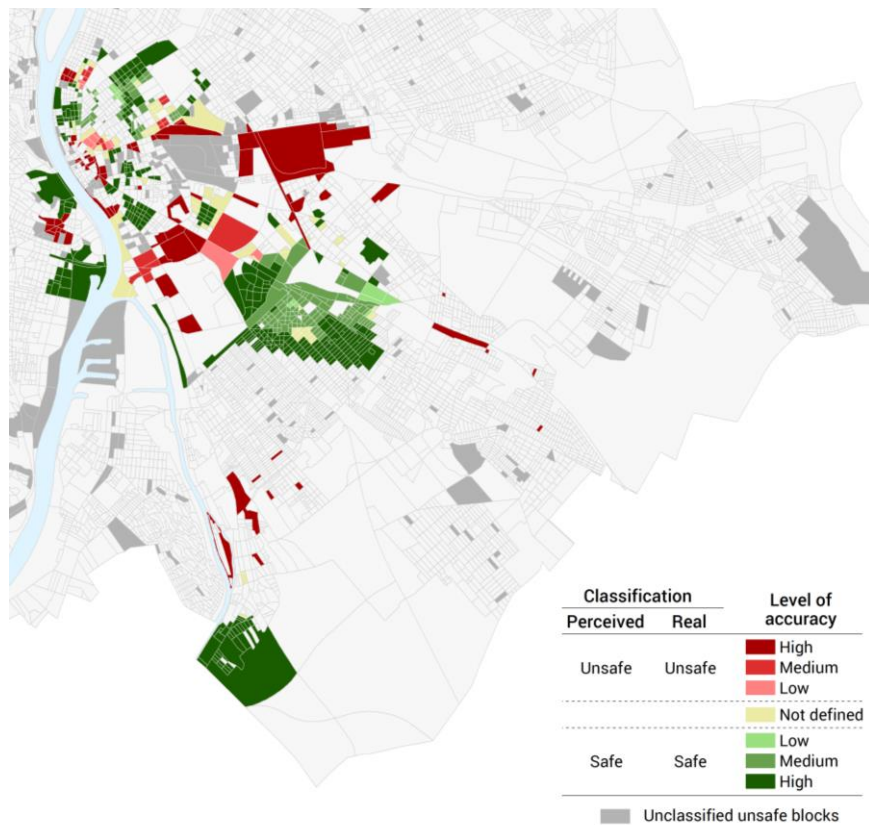 Classification
Level of
accuracy
Perceived Real
Unsafe Unsafe
High
Medium
Low
Not defined
Safe Safe
Low
Medium
High
Unclassified unsafe blocks